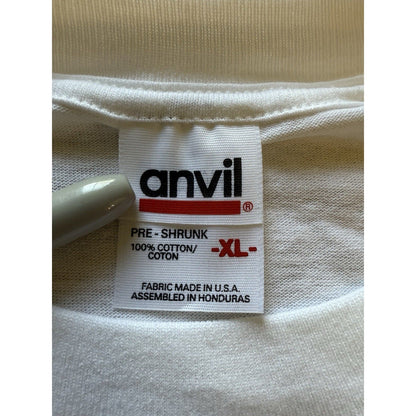 anvil
®
PRE - SHRUNK
100% COTTON/
COTON
-XL-
FABRIC MADE IN U.S.A.
ASSEMBLED IN HONDURAS